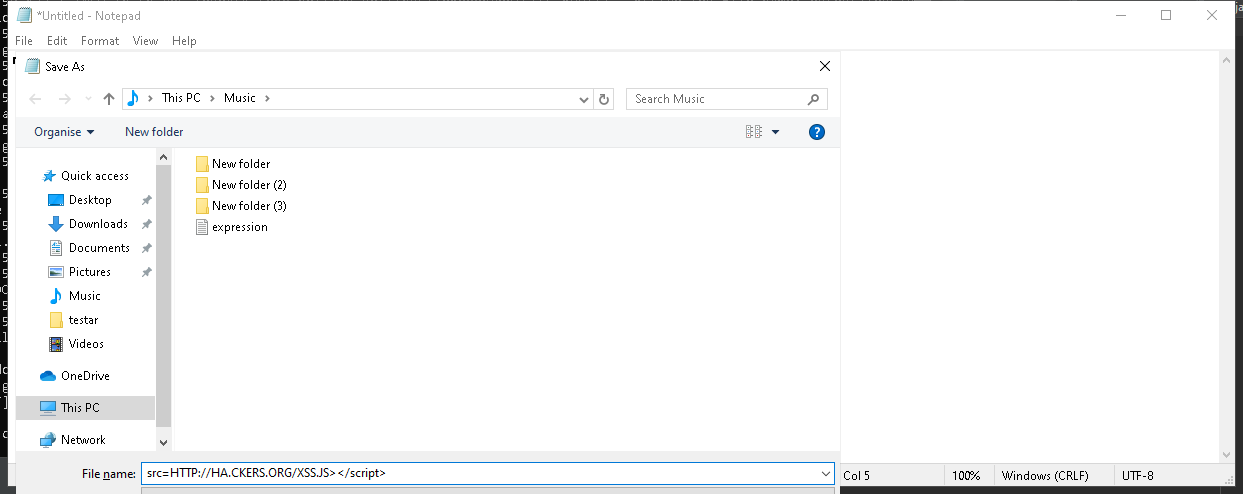 *Untitled - Notepad
File Edit Format View Help
Save As
This PC Music
Search Music
Organise New folder
Quick access
Desktop
Downloads
Documents
Pictures
Music
testar
Videos
OneDrive
This PC
Network
New folder
New folder (2)
New folder (3)
expression
File name: src=HTTP://HA.CKERS.ORG/XSS.JS></script>
Col 5 100% Windows (CRLF) UTF-8